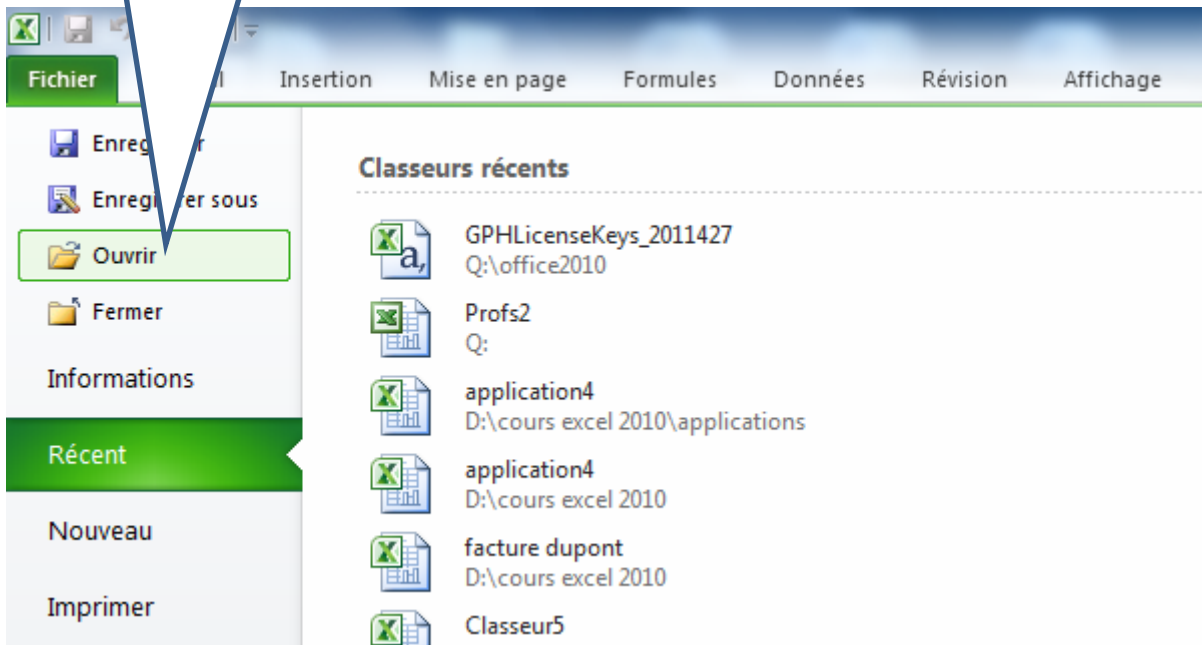 Fichier
Insertion
Mise en page
Formules
Données
Révision
Affichage
Enregistrer sous
Ouvrir
Fermer
Informations
Récent
Nouveau
Imprimer
Classeurs récents
GPHLicenseKeys_2011427
Q:\office2010
Profs2
Q:
application4
D:\cours excel 2010\applications
application4
D:\cours excel 2010
facture dupont
D:\cours excel 2010
Classeur5